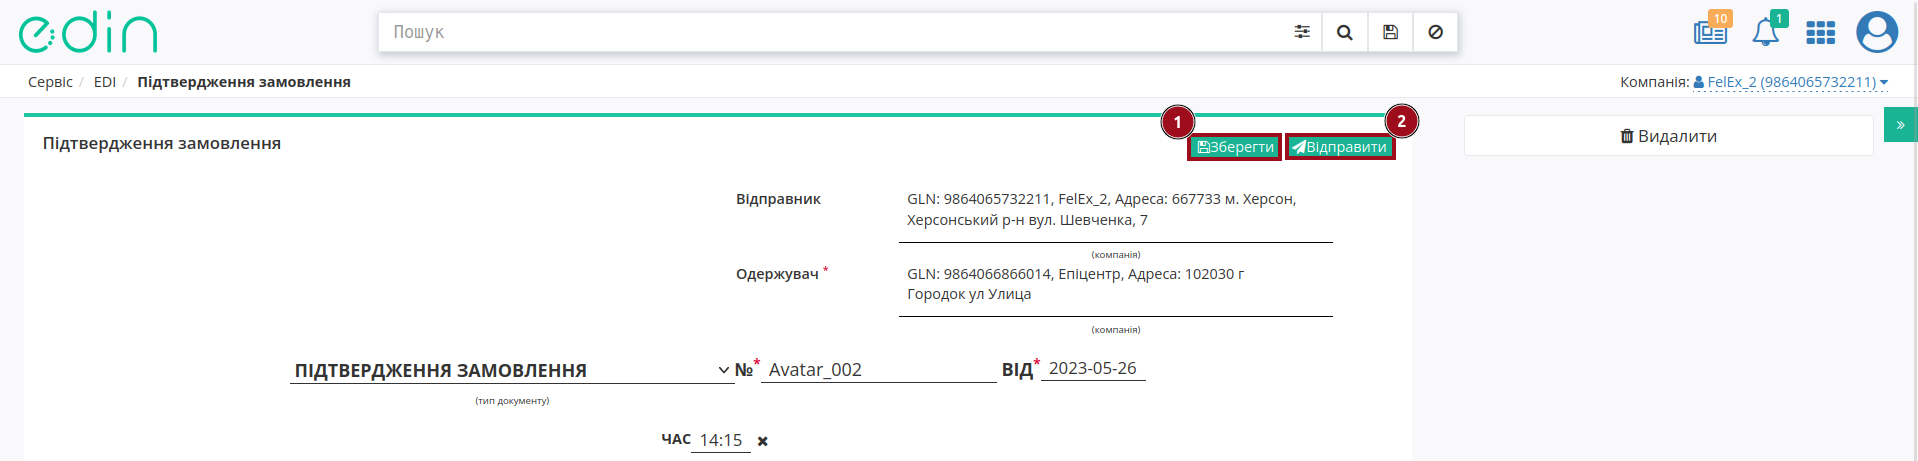 edin
Пошук
10
1
Сервіс / EDI / Підтвердження замовлення
Компанія: FelEx_2 (9864065732211)
1
2
»
Підтвердження замовлення
Зберегти
Відправити
Видалити
Відправник
GLN: 9864065732211, FelEx_2, Адреса: 667733 м. Херсон,
Херсонський р-н вул. Шевченка, 7
(компанія)
Одержувач *
GLN: 9864066866014, Епіцентр, Адреса: 102030 г
Городок ул Улица
(компанія)
ПІДТВЕРДЖЕННЯ ЗАМОВЛЕННЯ №* Avatar_002 ВІД* 2023-05-26
(тип документу)
ЧАС 14:15 ✖